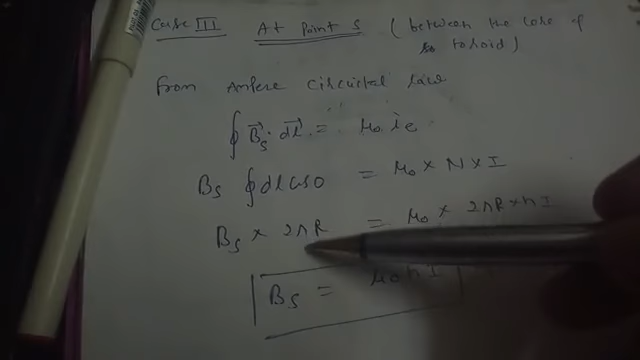 Case III At Point S (between the core of
toroid)
From Ampere Circuital Law
∮ B⃗s · dl⃗ = μ₀ ie
Bs ∮ dl cos 0 = μ₀ × N × I
Bs × 2πR = μ₀ × 2πR × n I
Bs = μ₀ n I